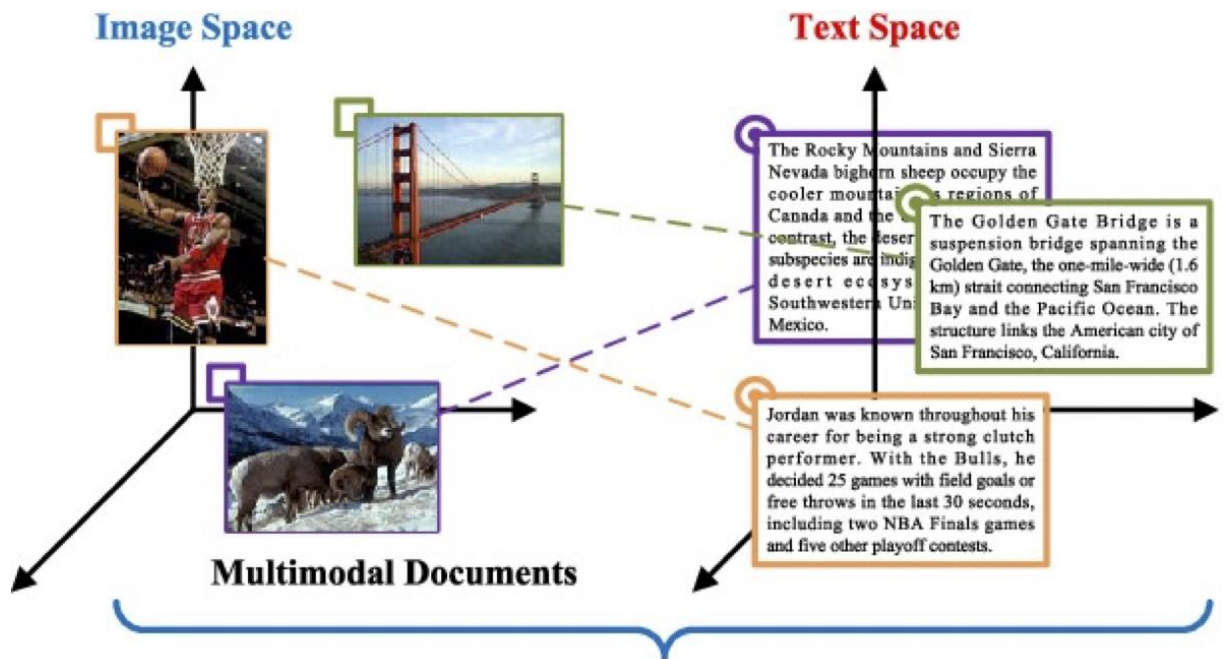 Image Space
Text Space
The Rocky Mountains and Sierra
Nevada bighorn sheep occupy the
cooler regions of
Canada and the
contrast, the
subspecies are
desert
Southwestern
Mexico.
The Golden Gate Bridge is a
suspension bridge spanning the
Golden Gate, the one-mile-wide (1.6
km) strait connecting San Francisco
Bay and the Pacific Ocean. The
structure links the American city of
San Francisco, California.
Jordan was known throughout his
career for being a strong clutch
performer. With the Bulls, he
decided 25 games with field goals or
free throws in the last 30 seconds,
including two NBA Finals games
and five other playoff contests.
Multimodal Documents